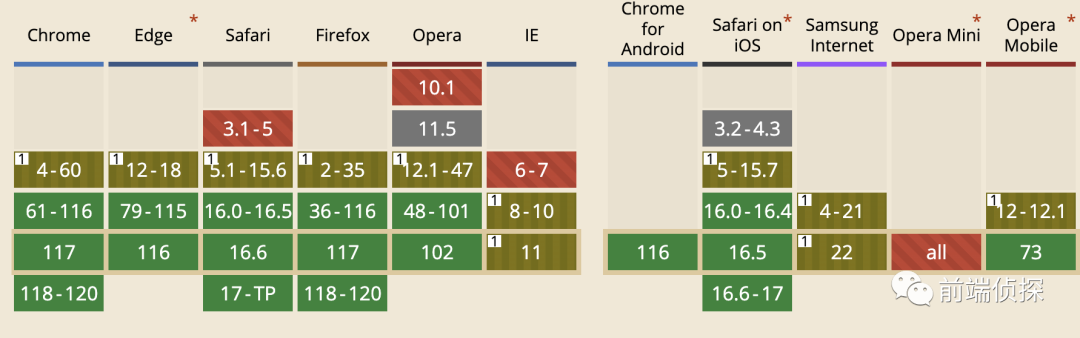 Chrome Edge * Safari Firefox Opera IE Chrome for Android Safari on iOS * Samsung Internet Opera Mini * Opera Mobile *
10.1
3.1-5 11.5 3.2-4.3
1 4-60 1 12-18 1 5.1-15.6 1 2-35 1 12.1-47 6-7 1 5-15.7
61-116 79-115 16.0-16.5 36-116 48-101 1 8-10 16.0-16.4 1 4-21 1 12-12.1
117 116 16.6 117 102 1 11 116 16.5 1 22 all 73
118-120 17-TP 118-120 16.6-17
前端侦探